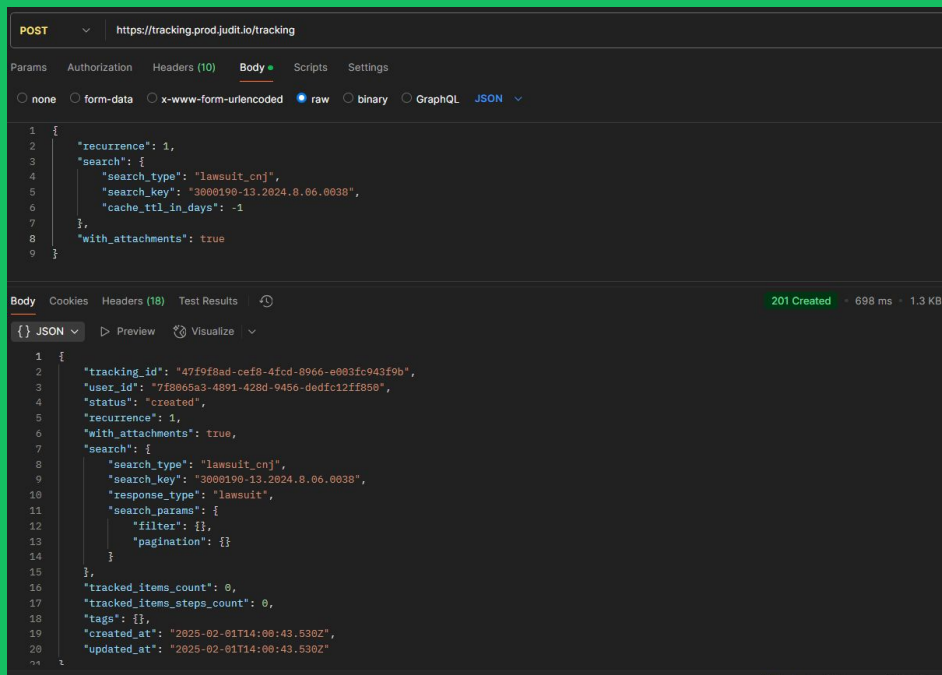 POST https://tracking.prod.judit.io/tracking
Params Authorization Headers (10) Body Scripts Settings
none form-data x-www-form-urlencoded raw binary GraphQL JSON
1 {
2 "recurrence": 1,
3 "search": {
4 "search_type": "lawsuit_cnj",
5 "search_key": "3000190-13.2024.8.06.0038",
6 "cache_ttl_in_days": -1
7 },
8 "with_attachments": true
9 }
Body Cookies Headers (18) Test Results 201 Created 698 ms 1.3 KB
{} JSON Preview Visualize
1 {
2 "tracking_id": "47f9f8ad-cef8-4fcd-8966-e003fc943f9b",
3 "user_id": "7f8065a3-4891-428d-9456-dedfc12ff850",
4 "status": "created",
5 "recurrence": 1,
6 "with_attachments": true,
7 "search": {
8 "search_type": "lawsuit_cnj",
9 "search_key": "3000190-13.2024.8.06.0038",
10 "response_type": "lawsuit",
11 "search_params": {
12 "filter": {},
13 "pagination": {}
14 }
15 },
16 "tracked_items_count": 0,
17 "tracked_items_steps_count": 0,
18 "tags": {},
19 "created_at": "2025-02-01T14:00:43.530Z",
20 "updated_at": "2025-02-01T14:00:43.530Z"
21 }